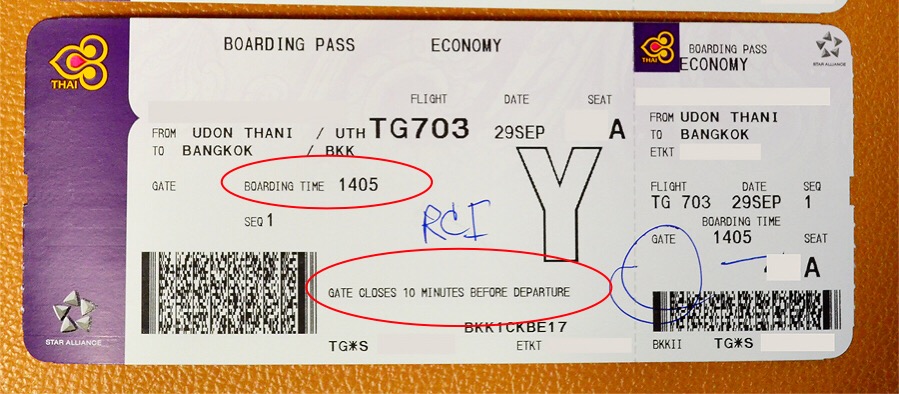 THAI
BOARDING PASS ECONOMY
FLIGHT DATE SEAT
FROM UDON THANI / UTH TG703 29SEP A
TO BANGKOK / BKK
GATE BOARDING TIME 1405
SEQ 1
Y
RCI
GATE CLOSES 10 MINUTES BEFORE DEPARTURE
BKK1CKBE17
STAR ALLIANCE
TG*S ETKT
THAI
BOARDING PASS
ECONOMY
STAR ALLIANCE
FROM UDON THANI
TO BANGKOK
ETKT
FLIGHT DATE SEQ
TG 703 29SEP 1
BOARDING TIME
GATE 1405 SEAT
A
BKKII TG*S